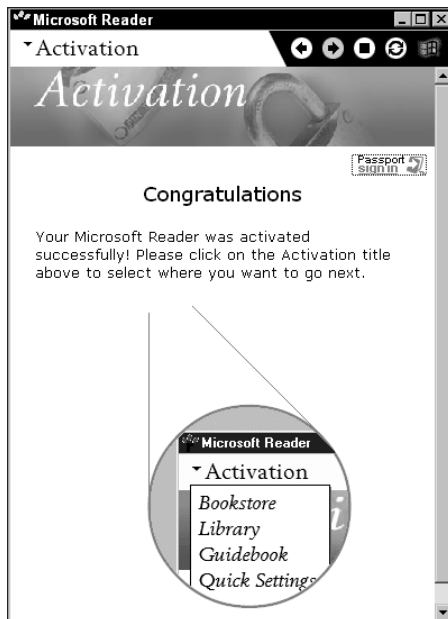 Microsoft Reader
Activation
Activation
Passport
sign in
Congratulations
Your Microsoft Reader was activated
successfully! Please click on the Activation title
above to select where you want to go next.
Microsoft Reader
Activation
Bookstore
Library
Guidebook
Quick Settings